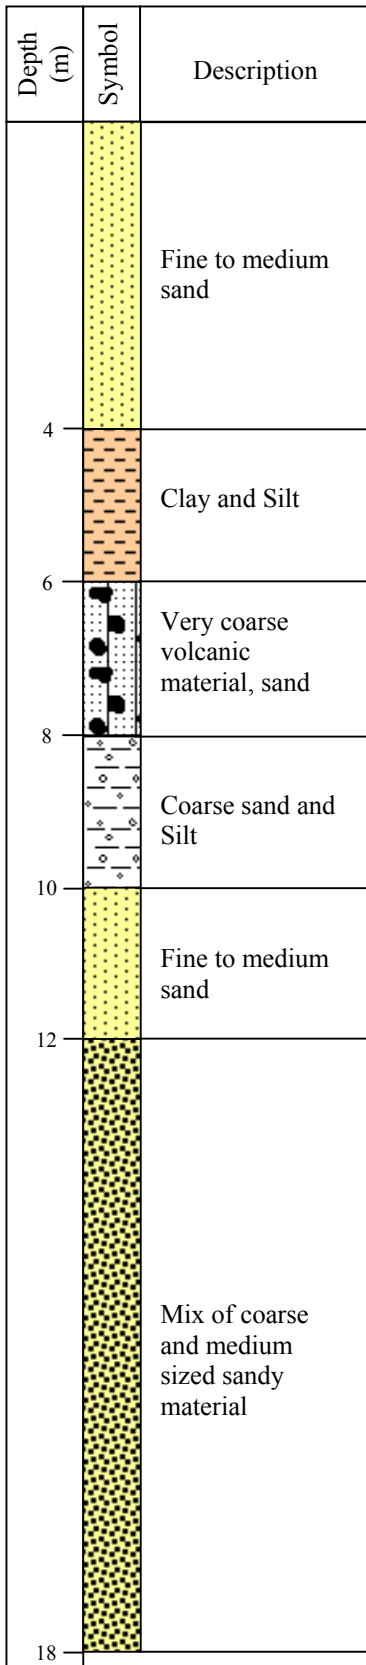 Depth
(m)
Symbol
Description
Fine to medium
sand
4
Clay and Silt
6
Very coarse
volcanic
material, sand
8
Coarse sand and
Silt
10
Fine to medium
sand
12
Mix of coarse
and medium
sized sandy
material
18